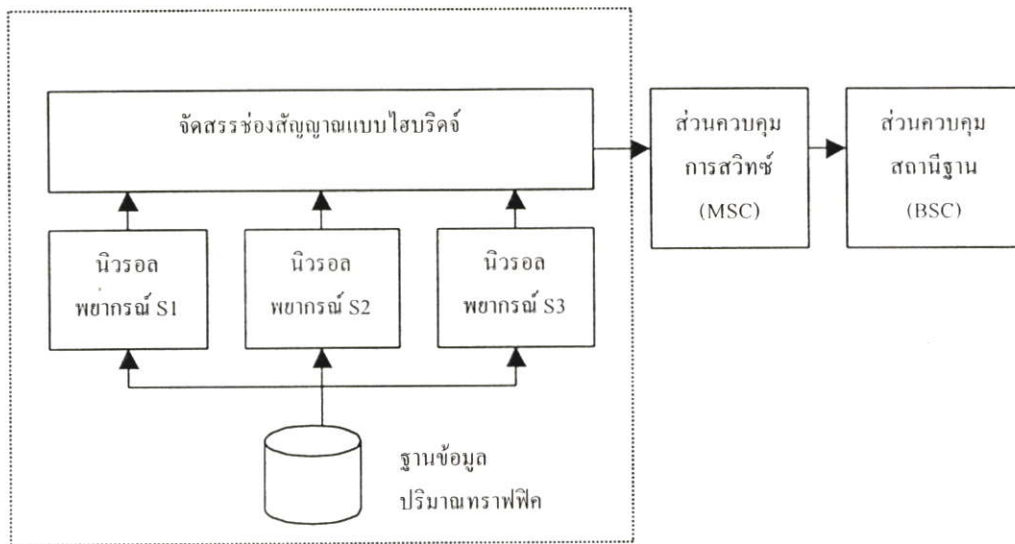 จัดสรรช่องสัญญาณแบบไฮบริดจ์
ส่วนควบคุม
การสวิทซ์
(MSC)
ส่วนควบคุม
สถานีฐาน
(BSC)
นิวรอล
พยากรณ์ S1
นิวรอล
พยากรณ์ S2
นิวรอล
พยากรณ์ S3
ฐานข้อมูล
ปริมาณทราฟฟิค